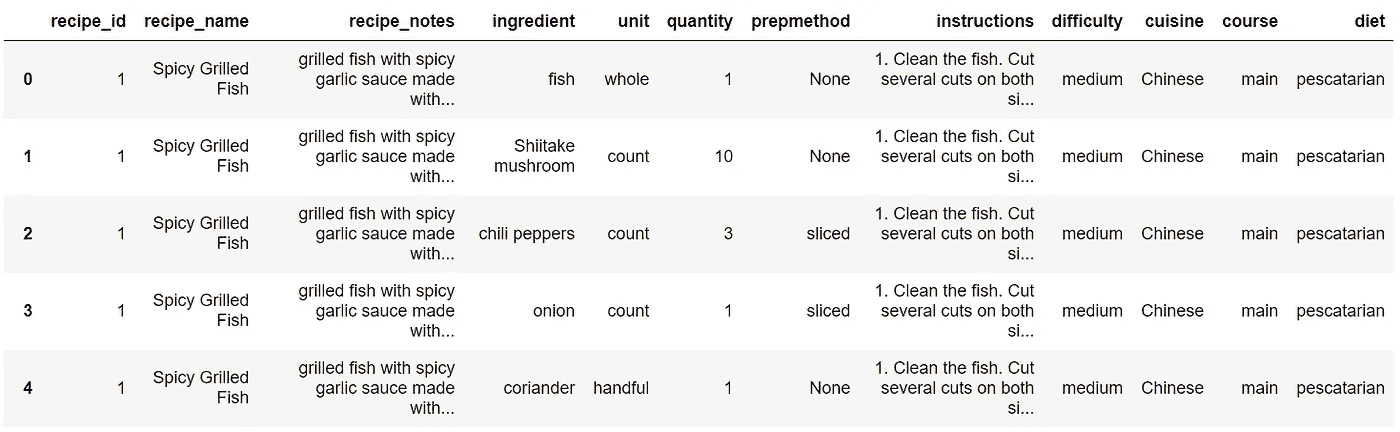 recipe_id recipe_name recipe_notes ingredient unit quantity prepmethod instructions difficulty cuisine course diet
0 1 Spicy Grilled Fish grilled fish with spicy garlic sauce made with... fish whole 1 None 1. Clean the fish. Cut several cuts on both si... medium Chinese main pescatarian
1 1 Spicy Grilled Fish grilled fish with spicy garlic sauce made with... Shiitake mushroom count 10 None 1. Clean the fish. Cut several cuts on both si... medium Chinese main pescatarian
2 1 Spicy Grilled Fish grilled fish with spicy garlic sauce made with... chili peppers count 3 sliced 1. Clean the fish. Cut several cuts on both si... medium Chinese main pescatarian
3 1 Spicy Grilled Fish grilled fish with spicy garlic sauce made with... onion count 1 sliced 1. Clean the fish. Cut several cuts on both si... medium Chinese main pescatarian
4 1 Spicy Grilled Fish grilled fish with spicy garlic sauce made with... coriander handful 1 None 1. Clean the fish. Cut several cuts on both si... medium Chinese main pescatarian